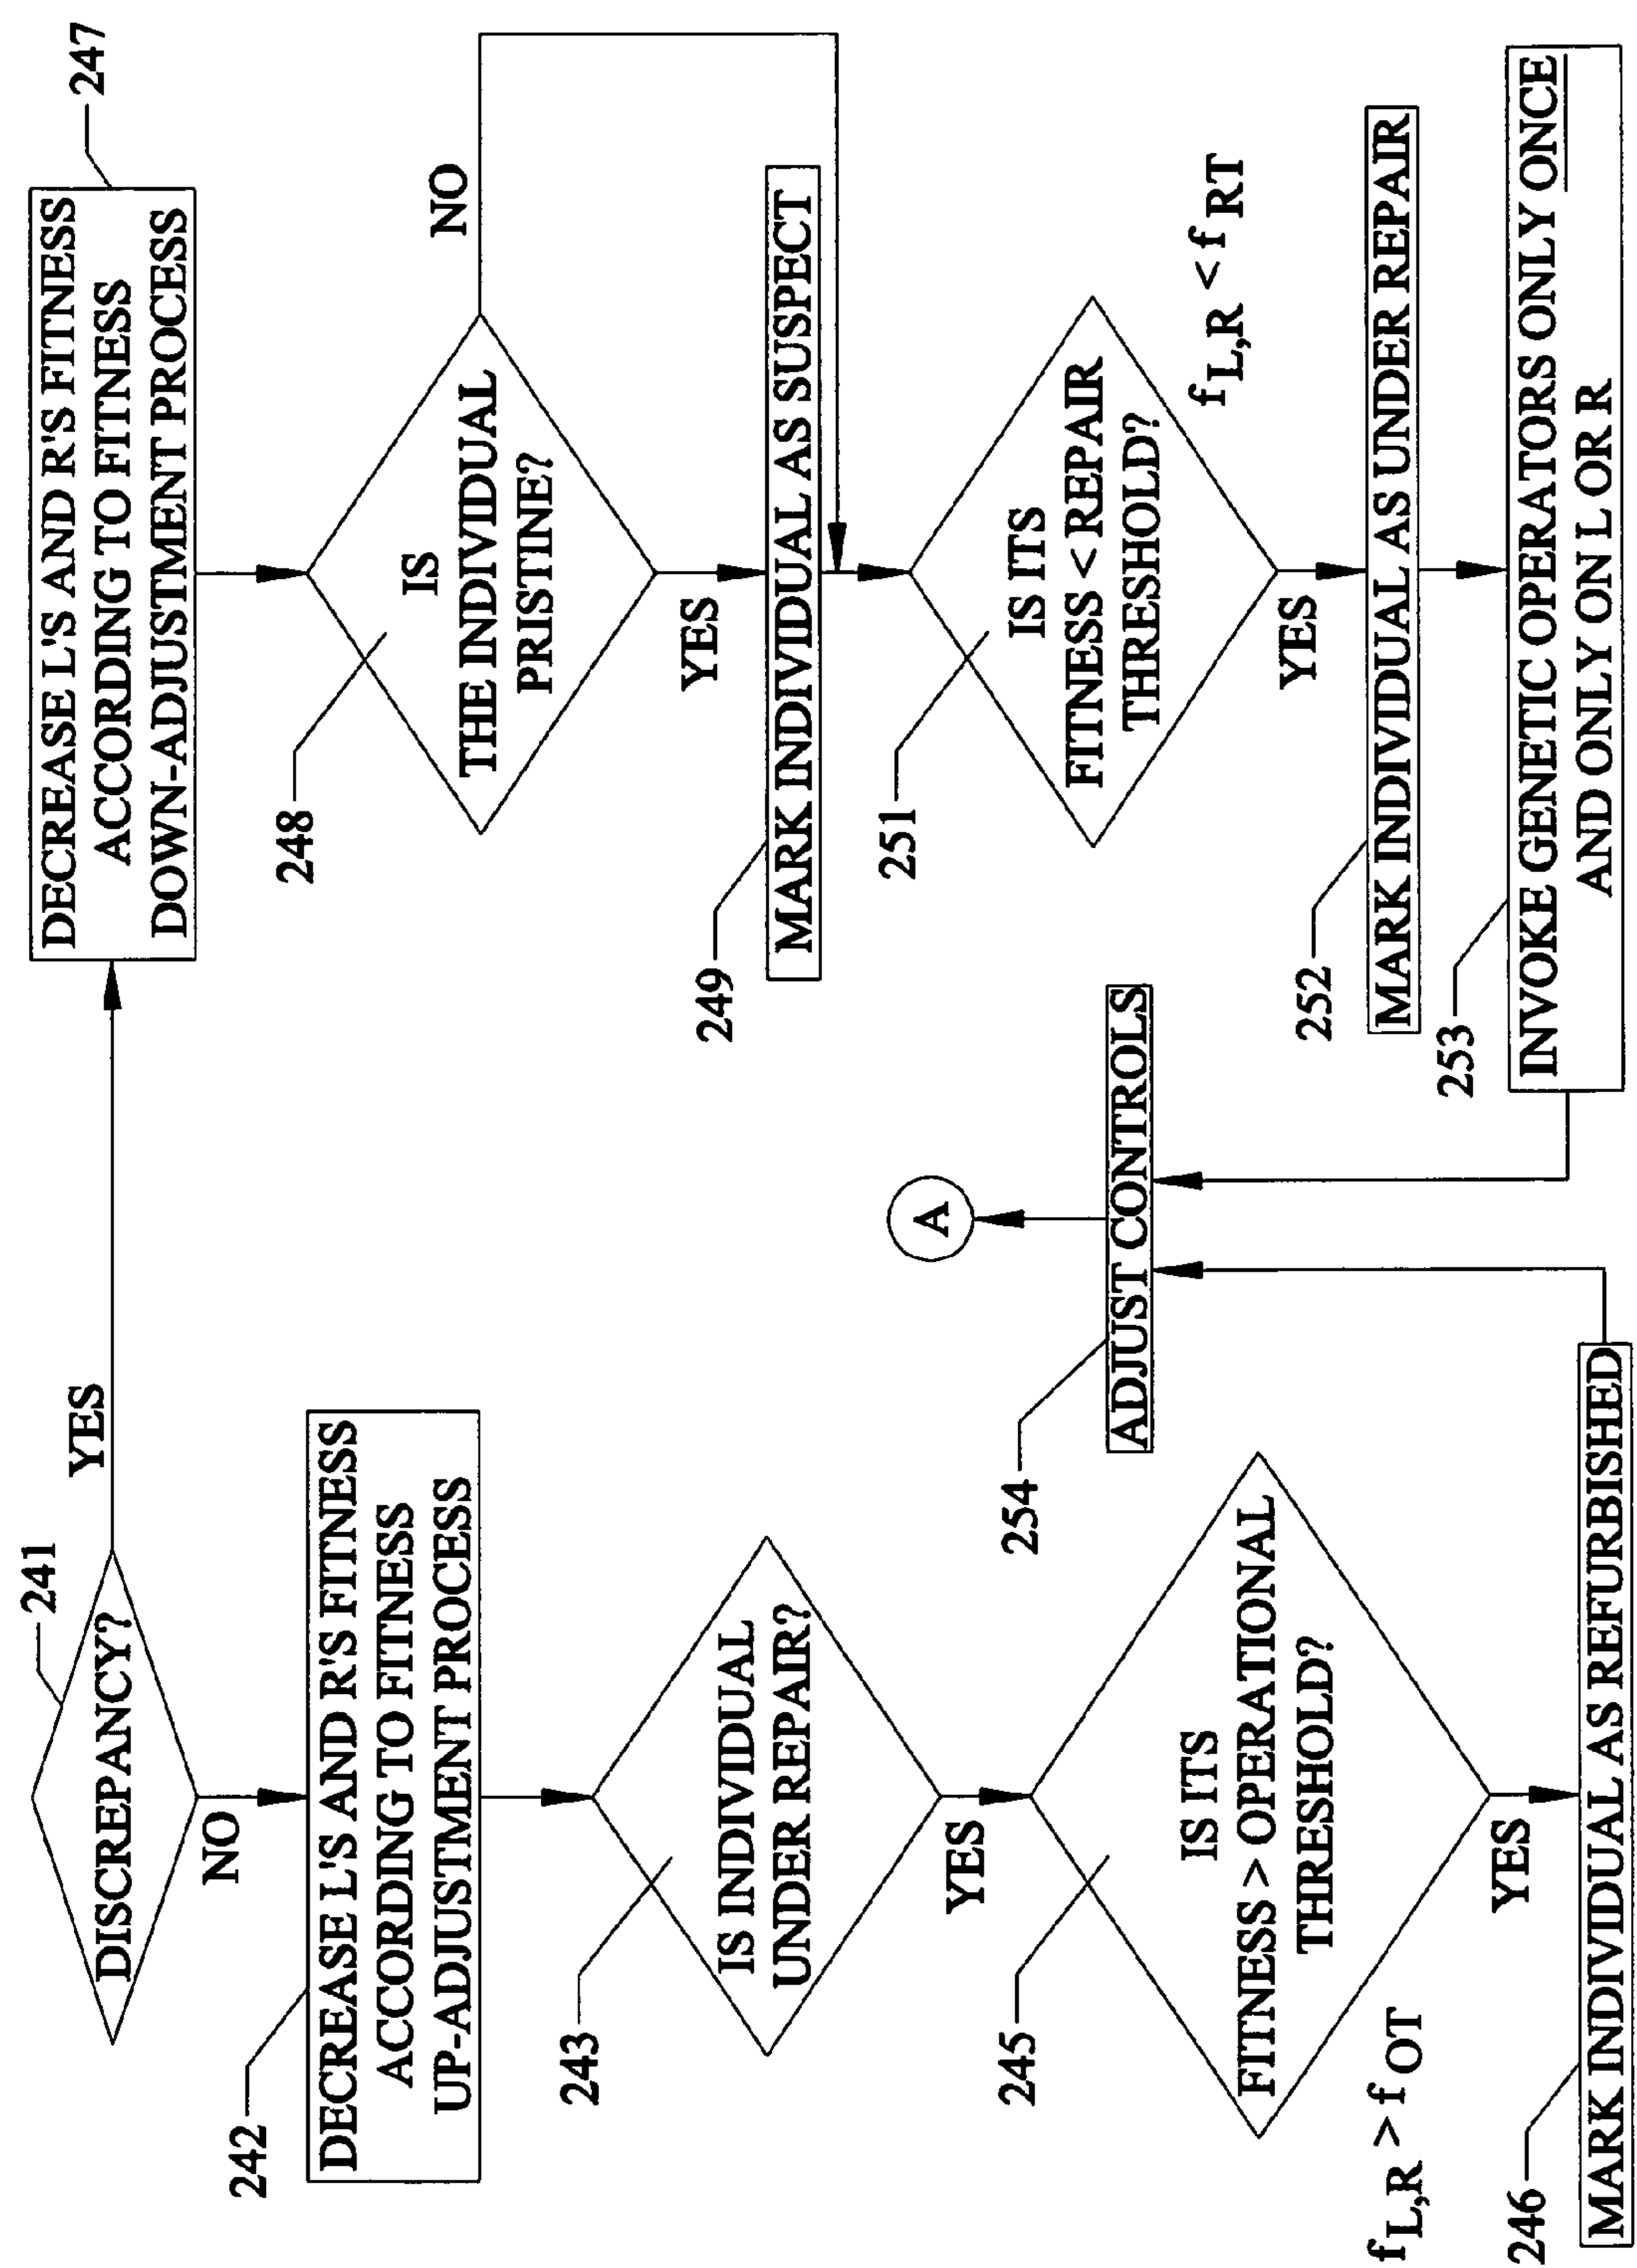 241
DISCREPANCY?
YES
NO
242
DECREASE L'S AND R'S FITNESS
ACCORDING TO FITNESS
UP-ADJUSTMENT PROCESS
243
IS INDIVIDUAL
UNDER REPAIR?
YES
245
IS ITS
FITNESS > OPERATIONAL
THRESHOLD?
f L,R > f OT
YES
246
MARK INDIVIDUAL AS REFURBISHED
247
DECREASE L'S AND R'S FITNESS
ACCORDING TO FITNESS
DOWN-ADJUSTMENT PROCESS
248
IS
THE INDIVIDUAL
PRISTINE?
NO
YES
249
MARK INDIVIDUAL AS SUSPECT
251
IS ITS
FITNESS < REPAIR
THRESHOLD?
f L,R < f RT
YES
252
MARK INDIVIDUAL AS UNDER REPAIR
253
INVOKE GENETIC OPERATORS ONLY ONCE
AND ONLY ON L OR R
254
ADJUST CONTROLS
A